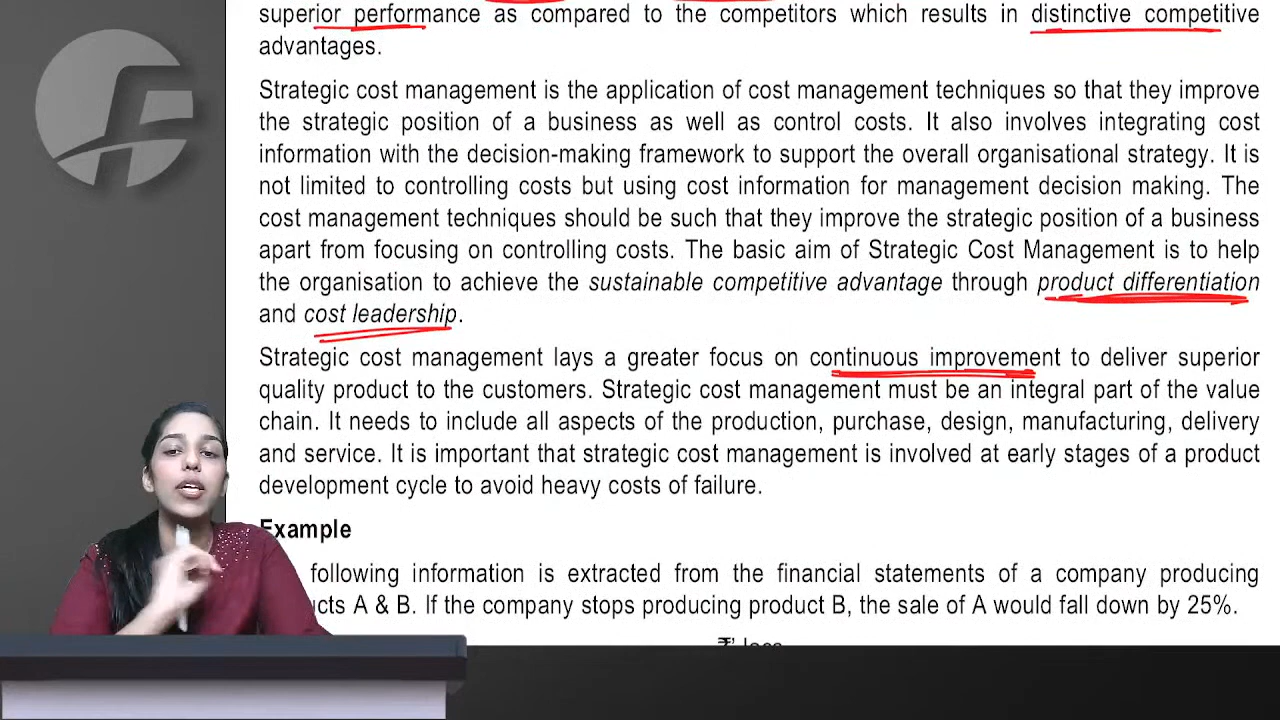 superior performance as compared to the competitors which results in distinctive competitive
advantages.
Strategic cost management is the application of cost management techniques so that they improve
the strategic position of a business as well as control costs. It also involves integrating cost
information with the decision-making framework to support the overall organisational strategy. It is
not limited to controlling costs but using cost information for management decision making. The
cost management techniques should be such that they improve the strategic position of a business
apart from focusing on controlling costs. The basic aim of Strategic Cost Management is to help
the organisation to achieve the sustainable competitive advantage through product differentiation
and cost leadership.
Strategic cost management lays a greater focus on continuous improvement to deliver superior
quality product to the customers. Strategic cost management must be an integral part of the value
chain. It needs to include all aspects of the production, purchase, design, manufacturing, delivery
and service. It is important that strategic cost management is involved at early stages of a product
development cycle to avoid heavy costs of failure.
Example
following information is extracted from the financial statements of a company producing
A & B. If the company stops producing product B, the sale of A would fall down by 25%.